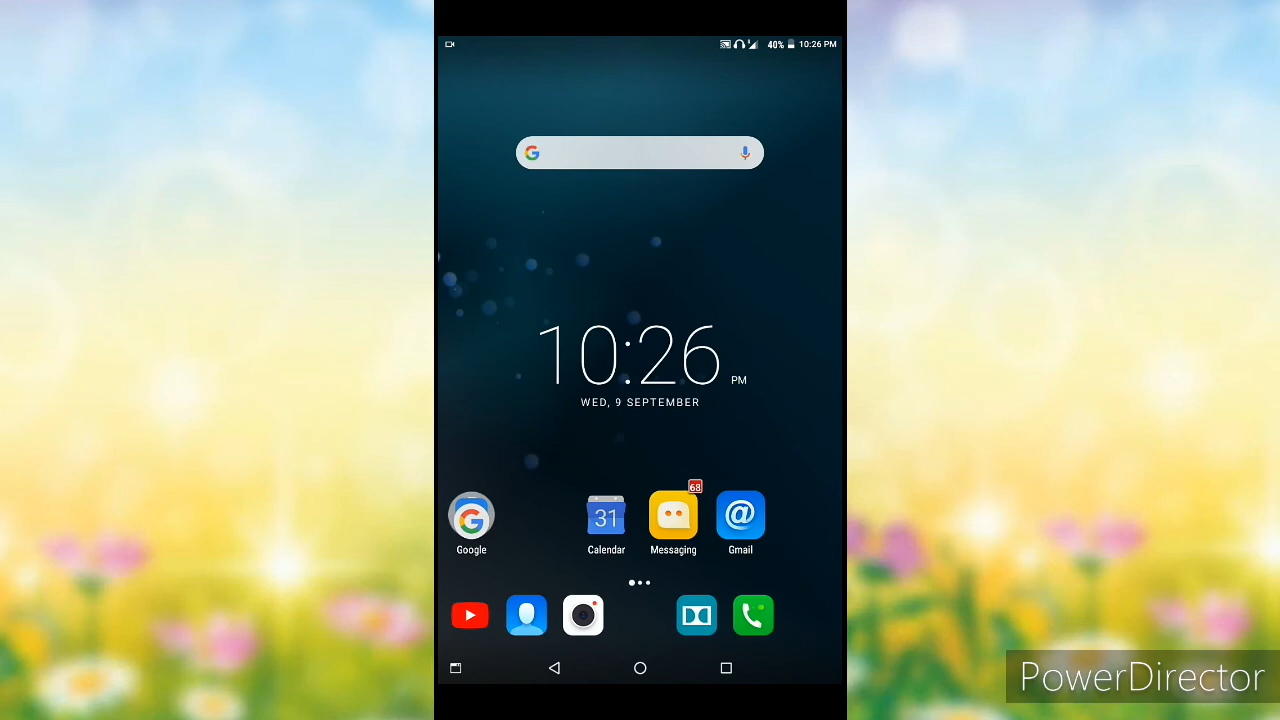 40% 10:26 PM
10:26 PM
WED, 9 SEPTEMBER
31
68
@
Google
Calendar
Messaging
Gmail
PowerDirector